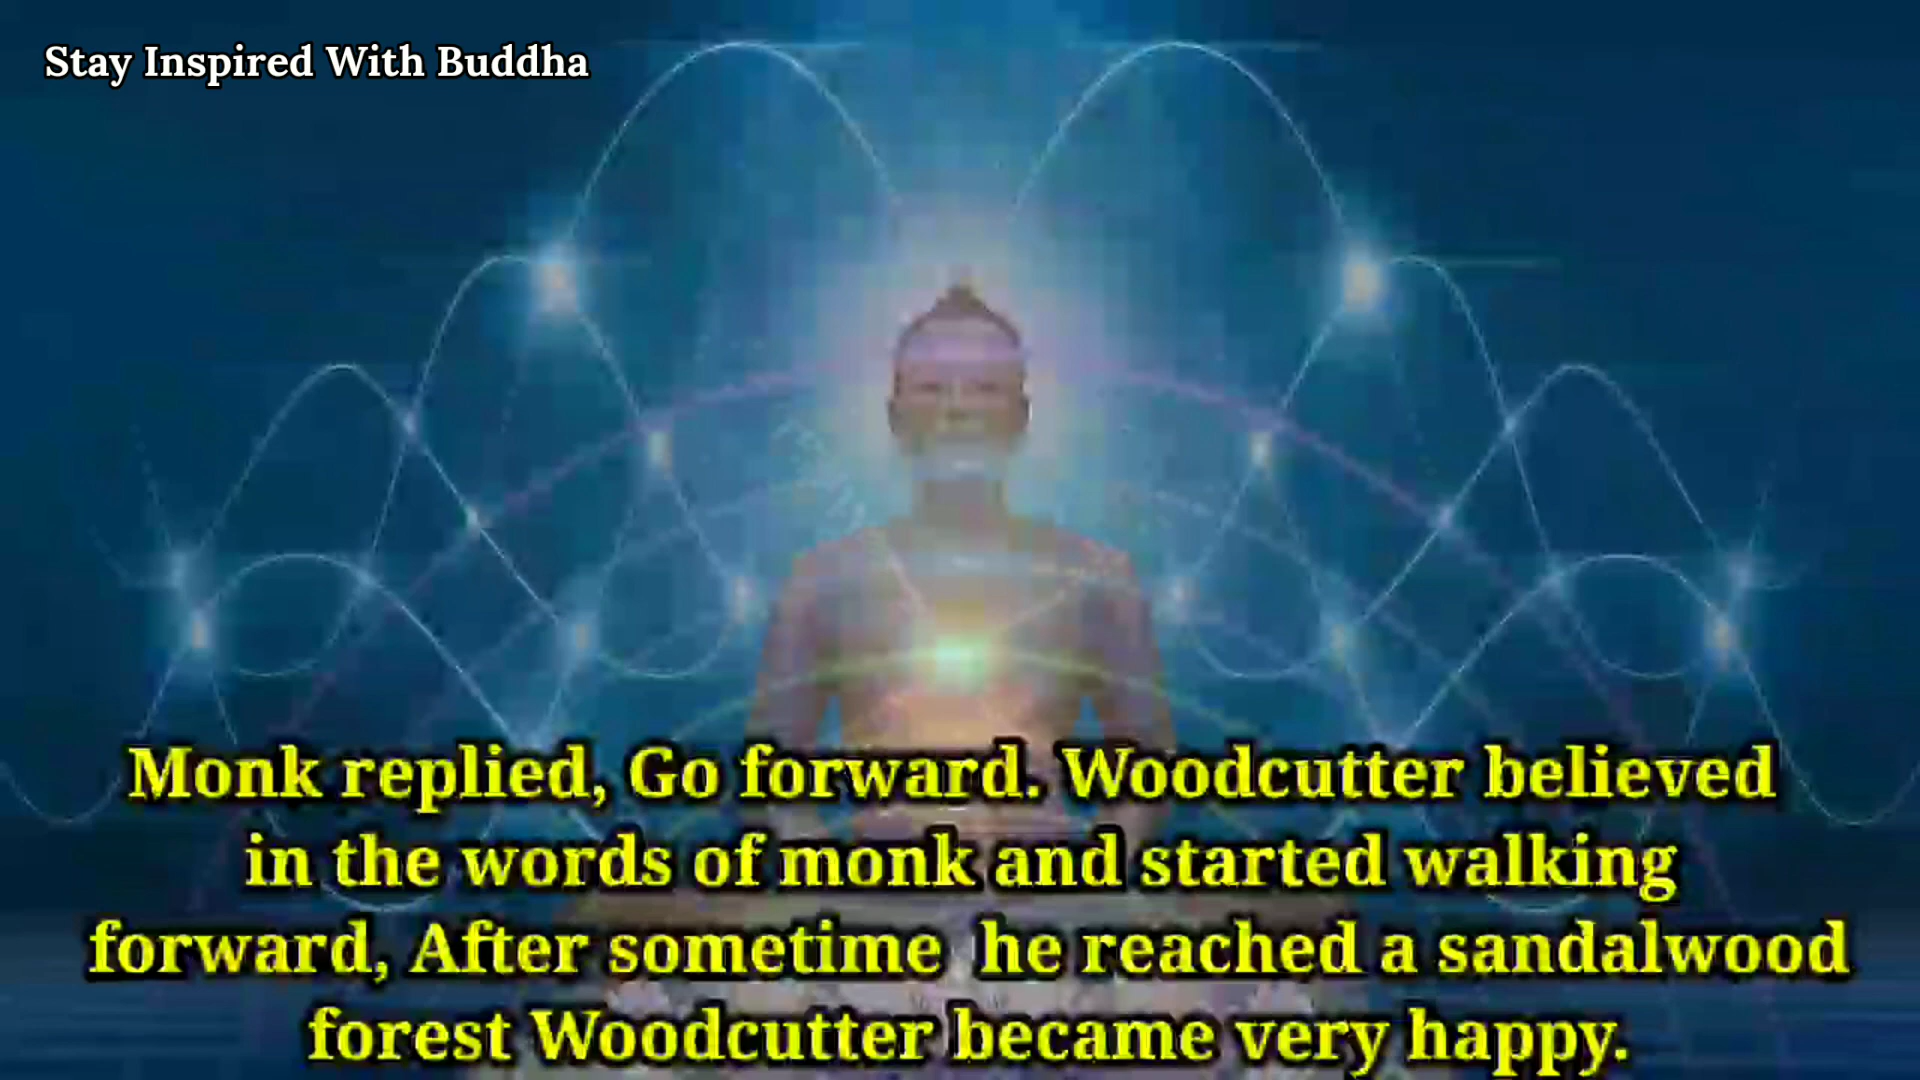 Stay Inspired With Buddha
Monk replied, Go forward. Woodcutter believed
in the words of monk and started walking
forward, After sometime  he reached a sandalwood
forest Woodcutter became very happy.